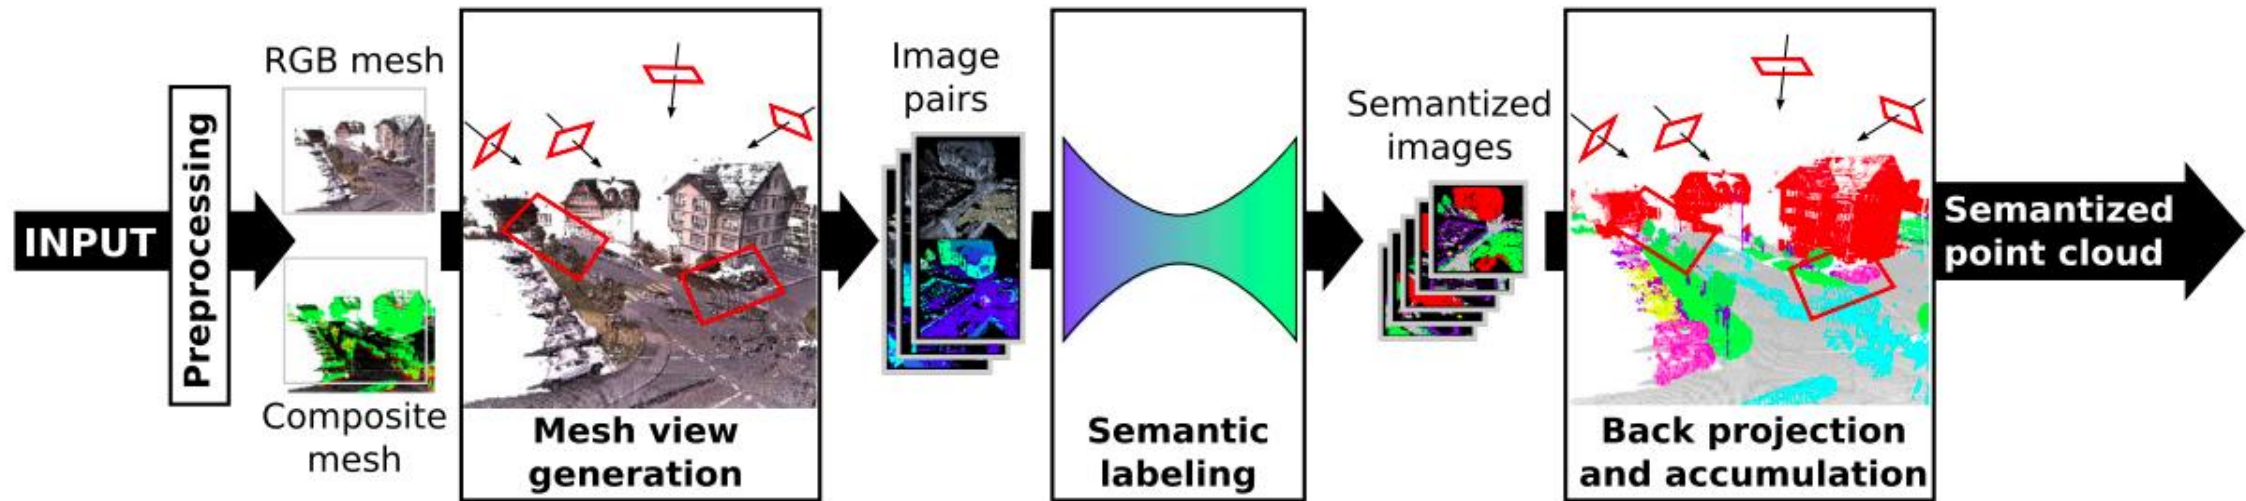 INPUT
Preprocessing
RGB mesh
Composite
mesh
Mesh view
generation
Image
pairs
Semantic
labeling
Semantized
images
Back projection
and accumulation
Semantized
point cloud